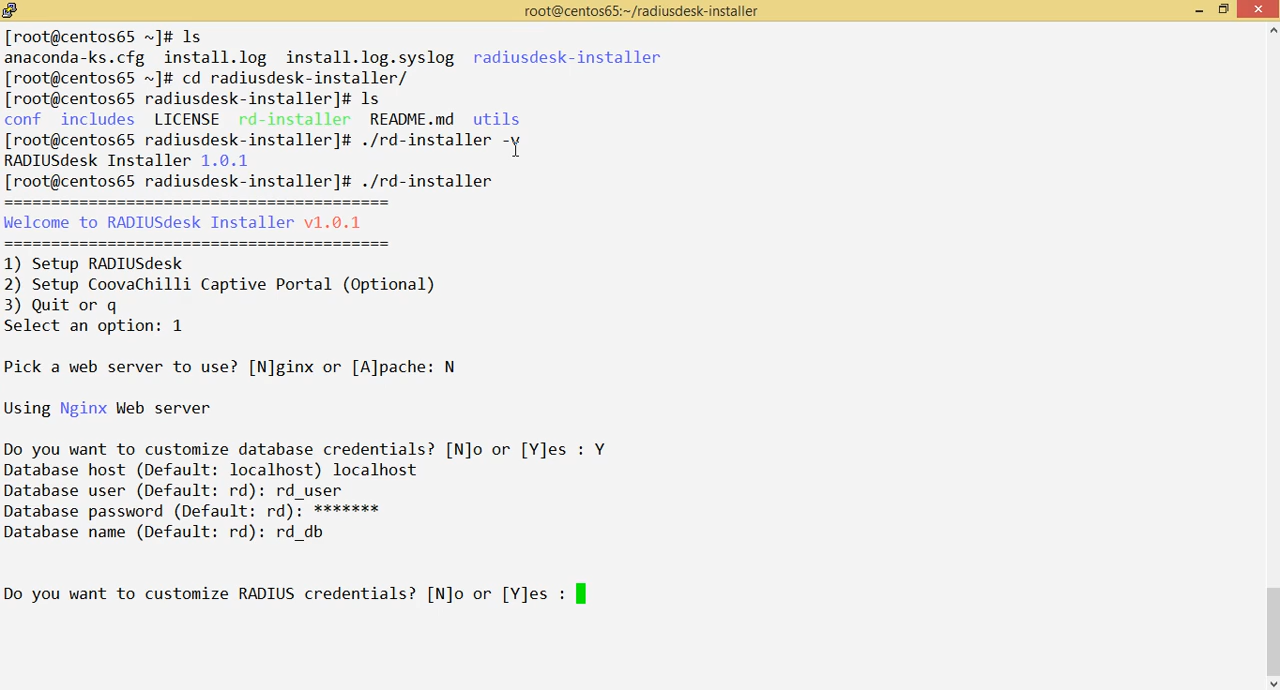 root@centos65:~/radiusdesk-installer
[root@centos65 ~]# ls
anaconda-ks.cfg  install.log  install.log.syslog  radiusdesk-installer
[root@centos65 ~]# cd radiusdesk-installer/
[root@centos65 radiusdesk-installer]# ls
conf  includes  LICENSE  rd-installer  README.md  utils
[root@centos65 radiusdesk-installer]# ./rd-installer -v
RADIUSdesk Installer 1.0.1
[root@centos65 radiusdesk-installer]# ./rd-installer
=========================================
Welcome to RADIUSdesk Installer v1.0.1
=========================================
1) Setup RADIUSdesk
2) Setup CoovaChilli Captive Portal (Optional)
3) Quit or q
Select an option: 1
Pick a web server to use? [N]ginx or [A]pache: N
Using Nginx Web server
Do you want to customize database credentials? [N]o or [Y]es : Y
Database host (Default: localhost) localhost
Database user (Default: rd): rd_user
Database password (Default: rd): *******
Database name (Default: rd): rd_db
Do you want to customize RADIUS credentials? [N]o or [Y]es :